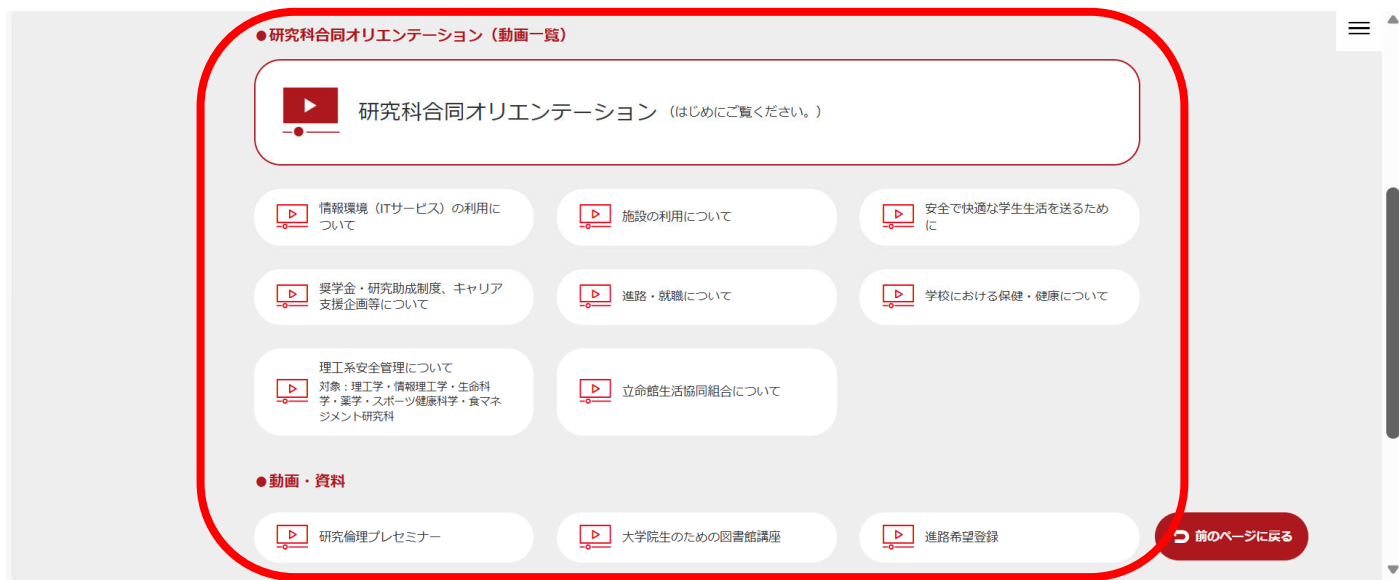 ●研究科合同オリエンテーション（動画一覧）
研究科合同オリエンテーション（はじめにご覧ください。）
情報環境（ITサービス）の利用に
ついて
施設の利用について
安全で快適な学生生活を送るため
に
奨学金・研究助成制度、キャリア
支援企画等について
進路・就職について
学校における保健・健康について
理工系安全管理について
対象：理工学・情報理工学・生命科
学・薬学・スポーツ健康科学・食マネ
ジメント研究科
立命館生活協同組合について
●動画・資料
研究倫理プレセミナー
大学院生のための図書館講座
進路希望登録
前のページに戻る